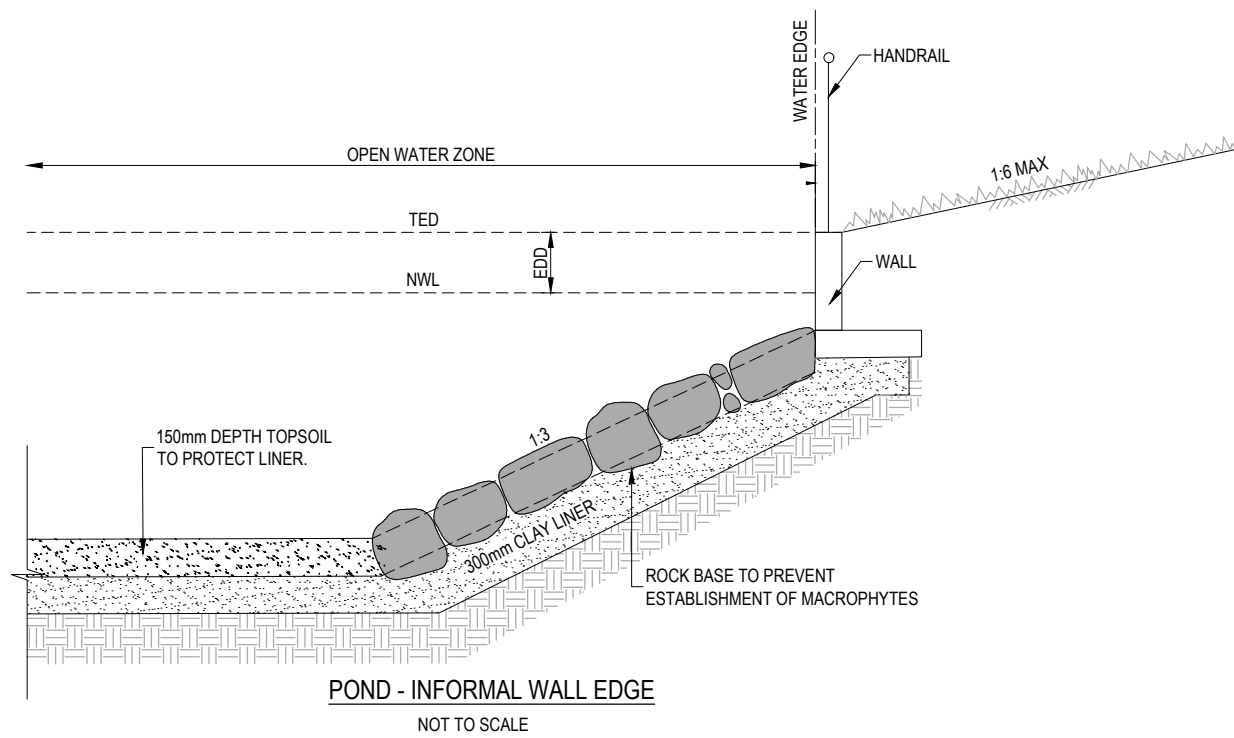 WATER EDGE
HANDRAIL
OPEN WATER ZONE
1:6 MAX
TED
EDD
WALL
NWL
150mm DEPTH TOPSOIL
TO PROTECT LINER.
1:3
300mm CLAY LINER
ROCK BASE TO PREVENT
ESTABLISHMENT OF MACROPHYTES
POND - INFORMAL WALL EDGE
NOT TO SCALE